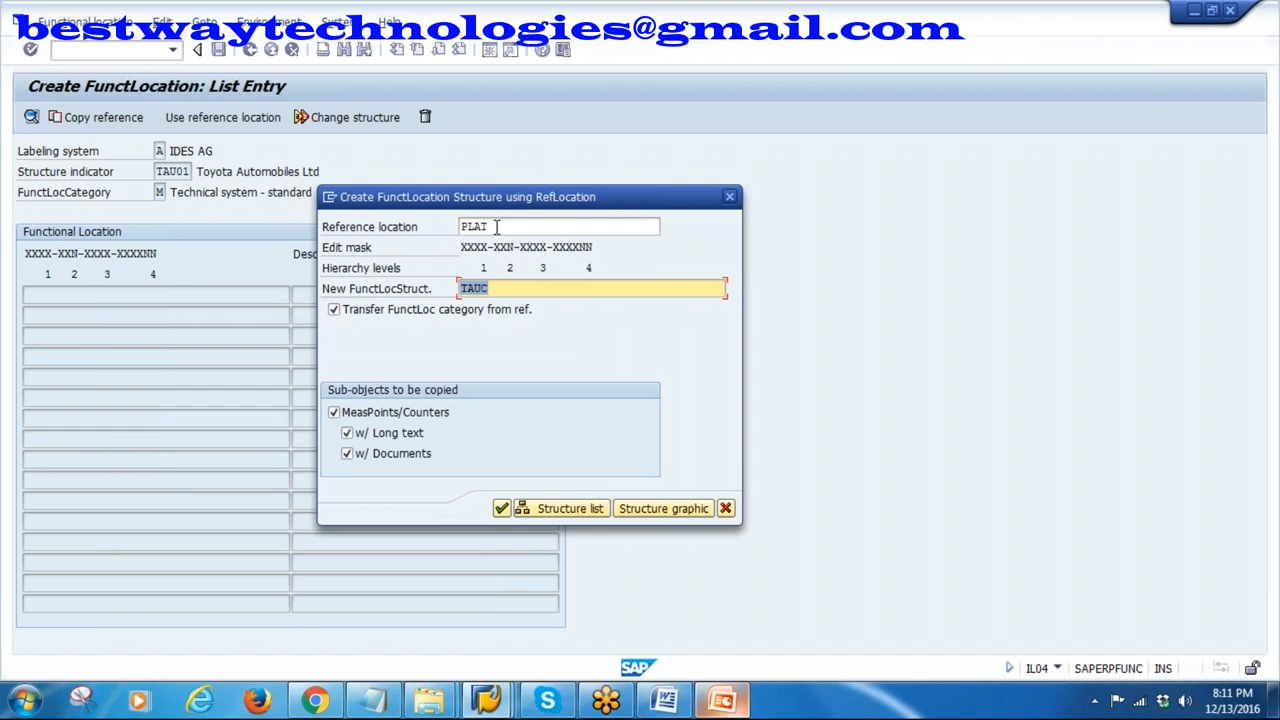 Functional location Edit Goto Environment System Help
bestwaytechnologies@gmail.com
Create FunctLocation: List Entry
Copy reference Use reference location Change structure
Labeling system A IDES AG
Structure indicator TAU01 Toyota Automobiles Ltd
FunctLocCategory M Technical system - standard
Create FunctLocation Structure using RefLocation
Reference location PLAT
Edit mask XXXX-XXN-XXXX-XXXXNN
Hierarchy levels 1 2 3 4
New FunctLocStruct. TAUC
Transfer FunctLoc category from ref.
Sub-objects to be copied
MeasPoints/Counters
w/ Long text
w/ Documents
Structure list Structure graphic
Functional Location
XXXX-XXN-XXXX-XXXXNN Desc
1 2 3 4
SAP
IL04 SAPERPFUNC INS
8:11 PM
12/13/2016